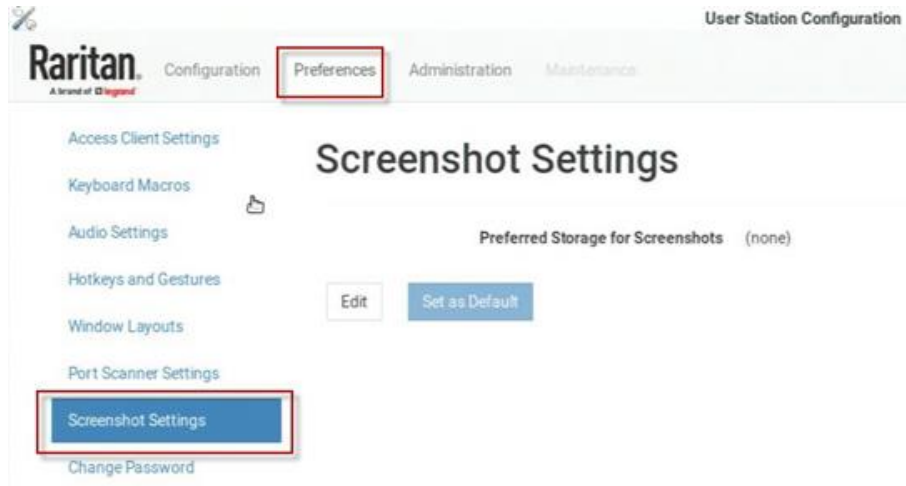 User Station Configuration
Raritan.
A brand of legrand
Configuration Preferences Administration Maintenance
Access Client Settings
Keyboard Macros
Audio Settings
Hotkeys and Gestures
Window Layouts
Port Scanner Settings
Screenshot Settings
Change Password
Screenshot Settings
Preferred Storage for Screenshots (none)
Edit Set as Default